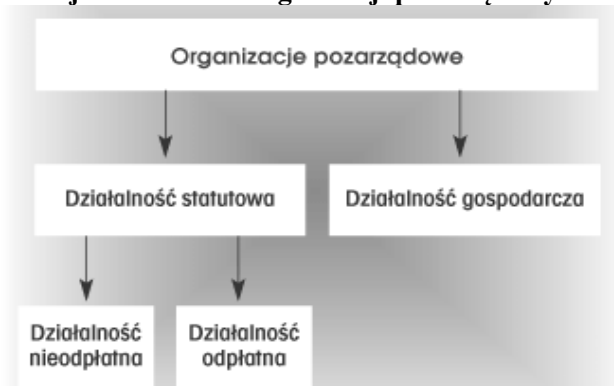 Organizacje pozarządowe
Działalność statutowa
Działalność gospodarcza
Działalność
nieodpłatna
Działalność
odpłatna